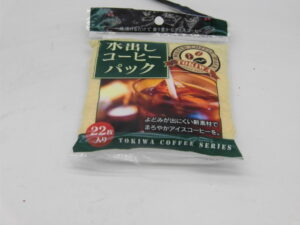 水出し
コーヒー
パック
22枚
入り
よどみが出にくい新素材で
まろやかアイスコーヒーを。
TOKIWA COFFEE SERIES